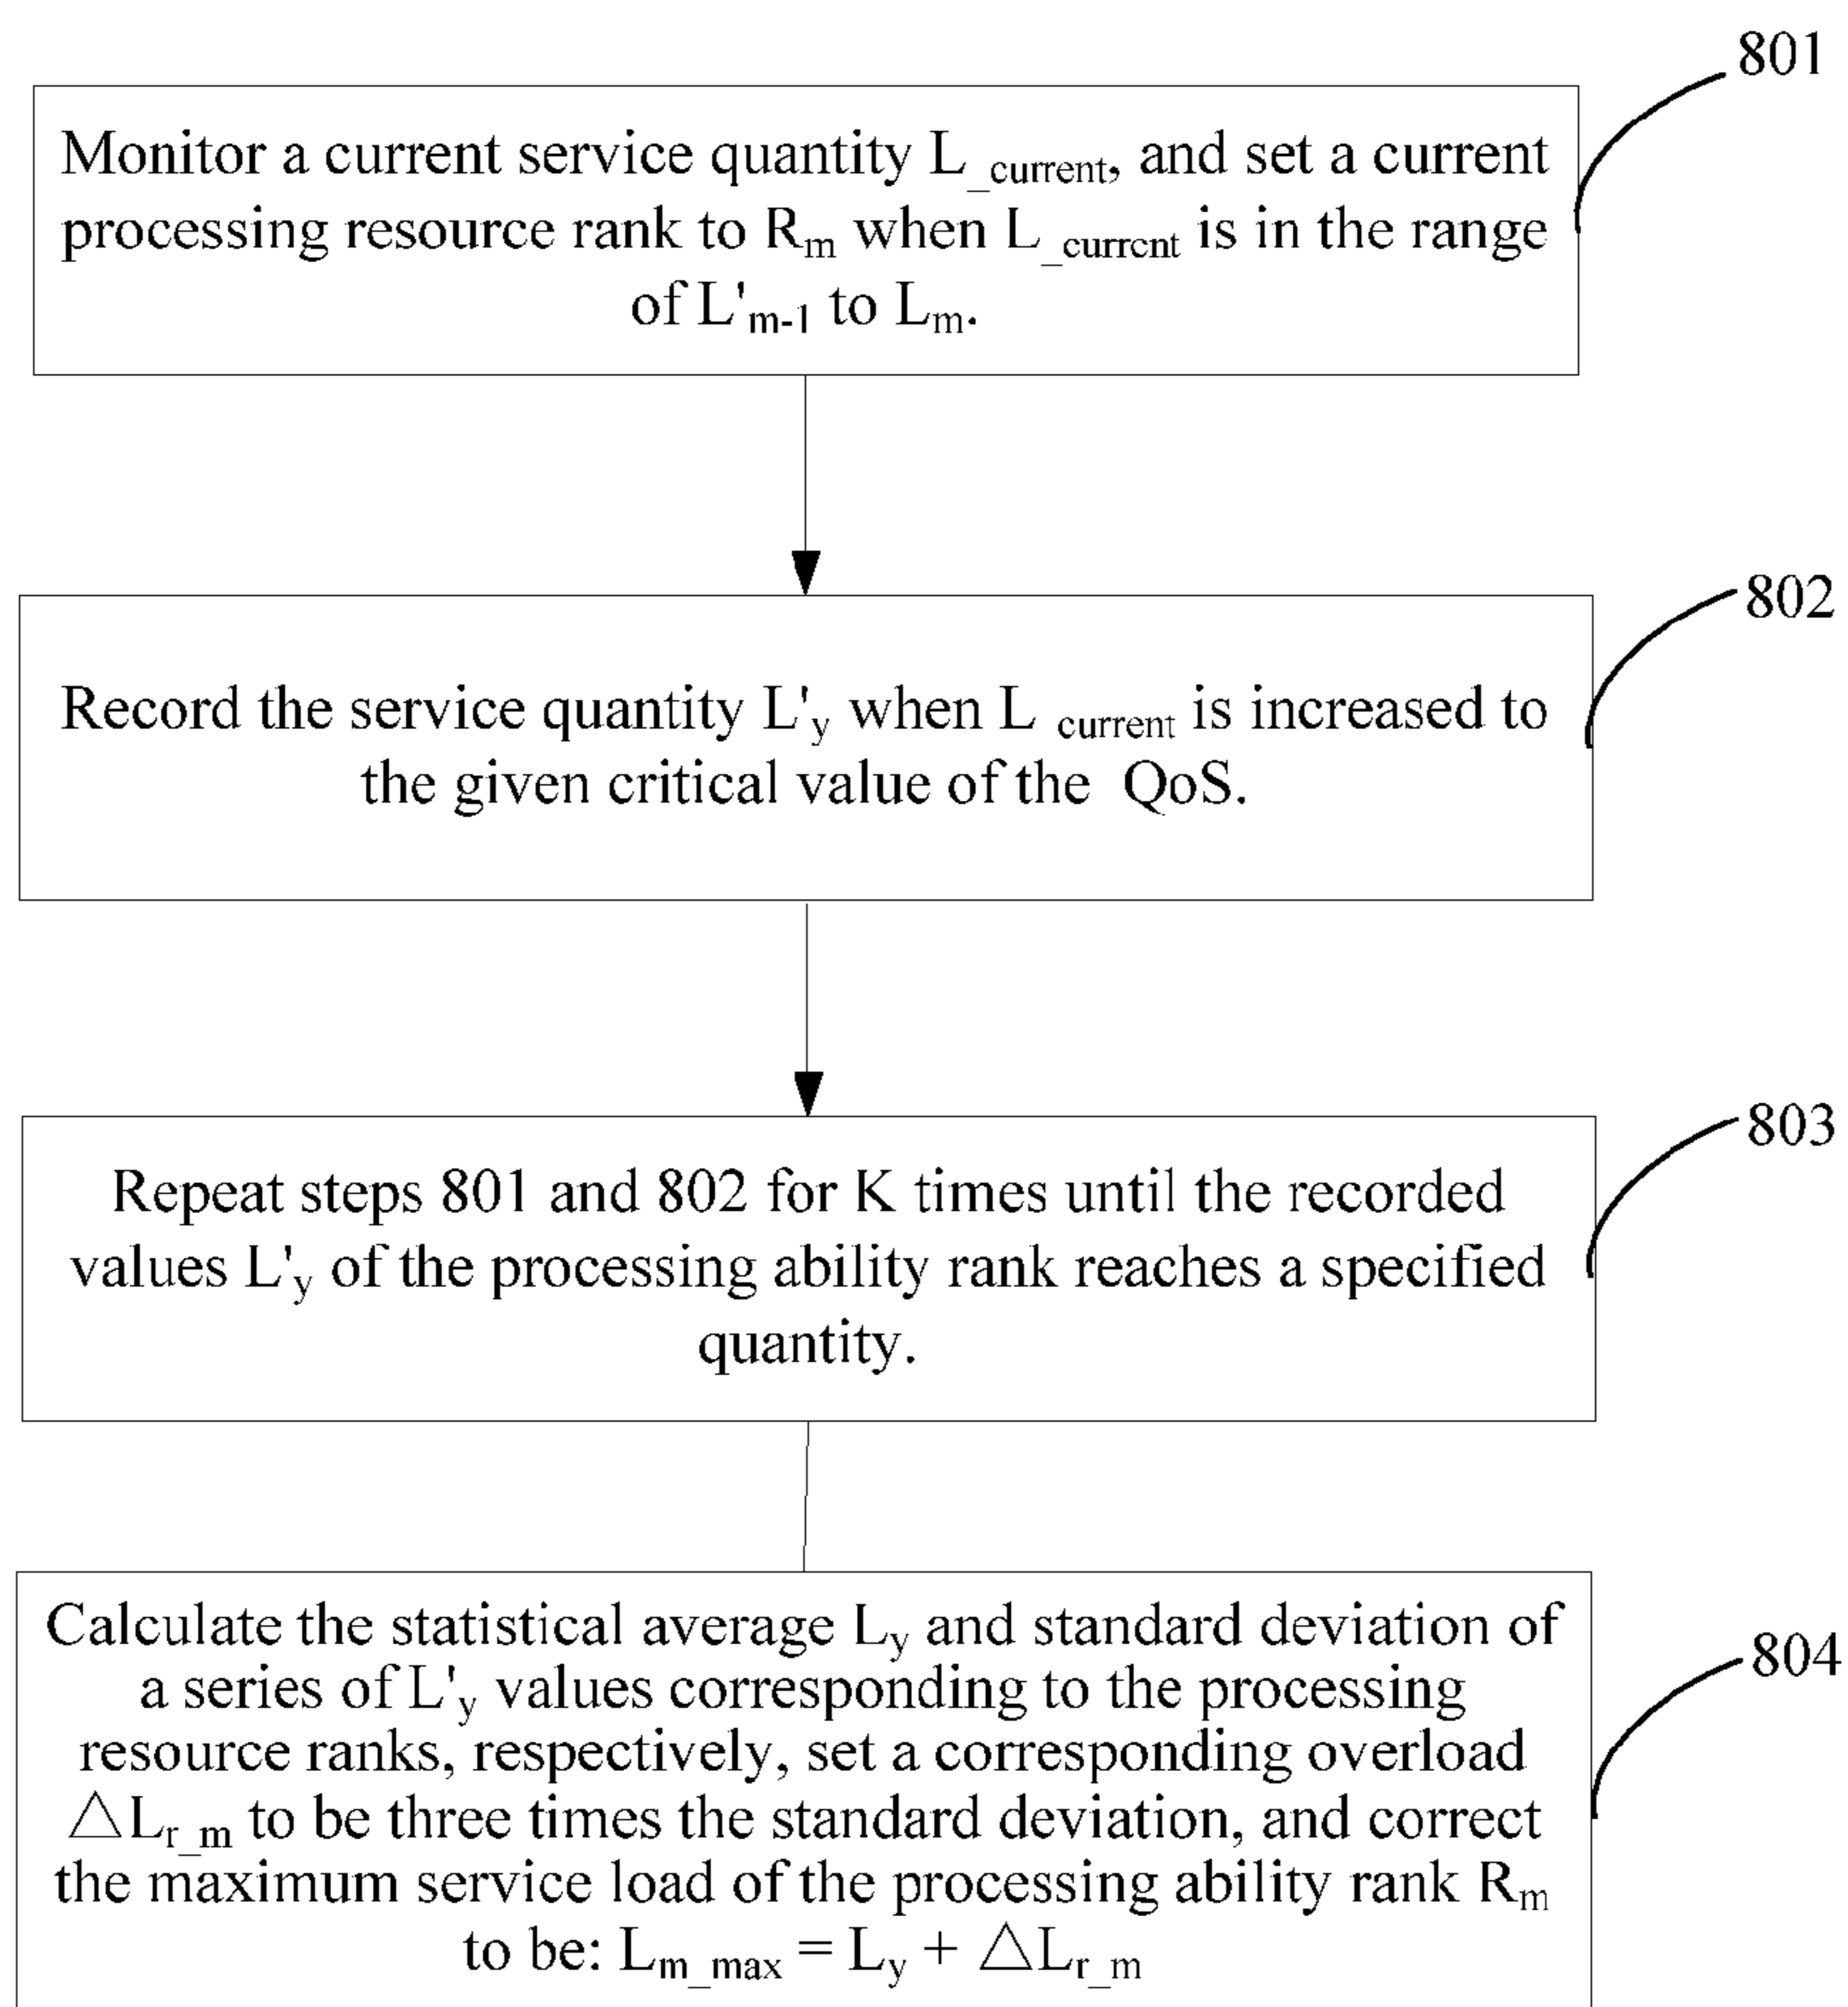 801
Monitor a current service quantity L_current, and set a current
processing resource rank to Rm when L_current is in the range
of L'm-1 to Lm.
802
Record the service quantity L'y when L current is increased to
the given critical value of the QoS.
803
Repeat steps 801 and 802 for K times until the recorded
values L'y of the processing ability rank reaches a specified
quantity.
804
Calculate the statistical average Ly and standard deviation of
a series of L'y values corresponding to the processing
resource ranks, respectively, set a corresponding overload
△Lr_m to be three times the standard deviation, and correct
the maximum service load of the processing ability rank Rm
to be: Lm_max = Ly + △Lr_m